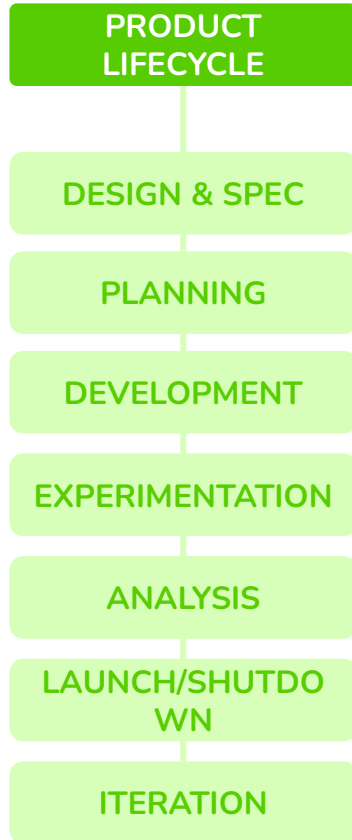 PRODUCT
LIFECYCLE
DESIGN & SPEC
PLANNING
DEVELOPMENT
EXPERIMENTATION
ANALYSIS
LAUNCH/SHUTDO
WN
ITERATION